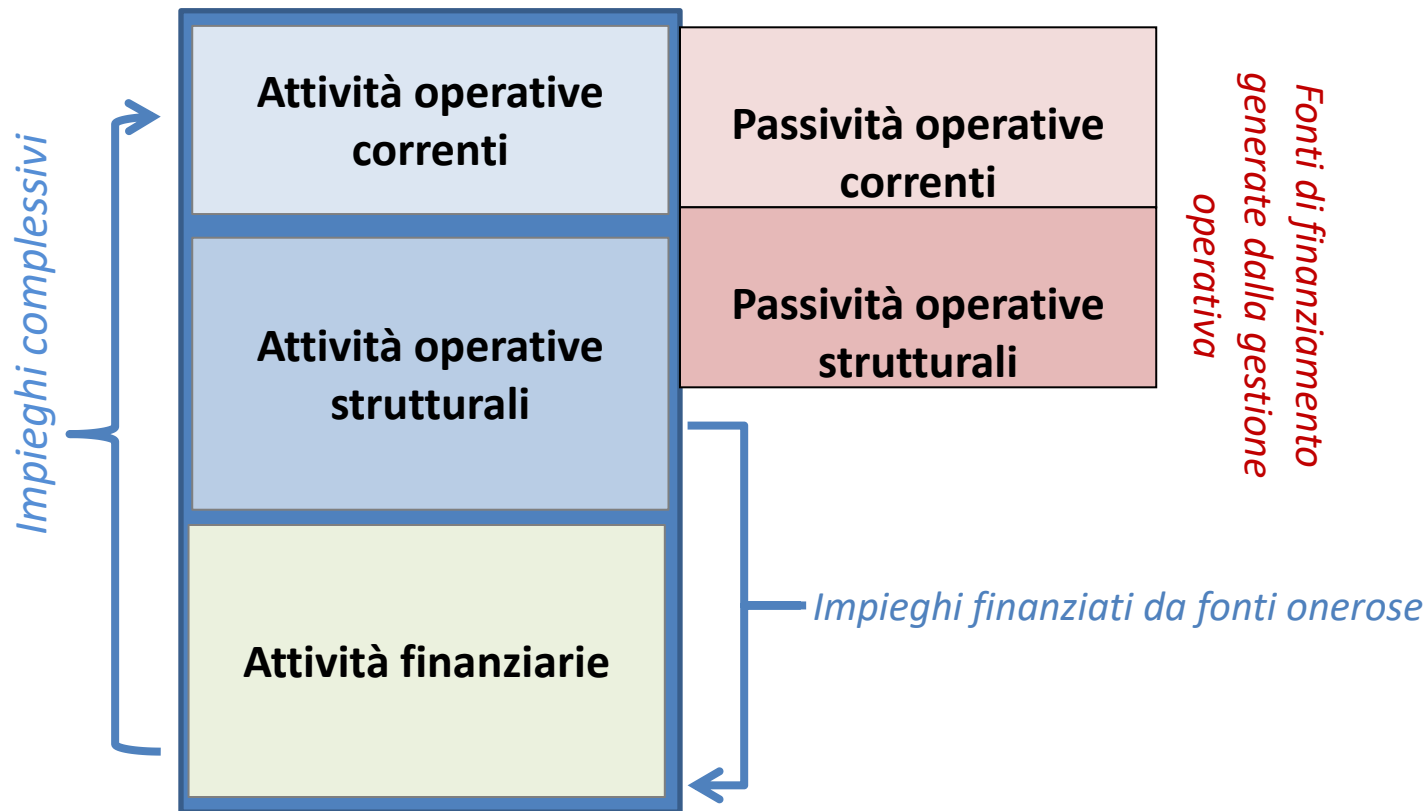 Impieghi complessivi
Attività operative
correnti
Attività operative
strutturali
Attività finanziarie
Passività operative
correnti
Passività operative
strutturali
Fonti di finanziamento
generate dalla gestione
operativa
Impieghi finanziati da fonti onerose